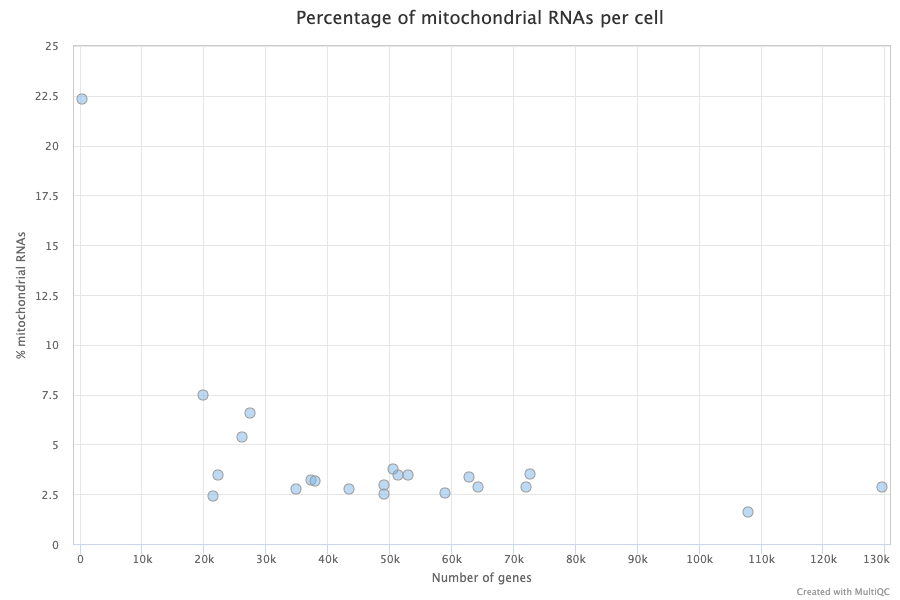 Percentage of mitochondrial RNAs per cell
25
22.5
20
17.5
15
12.5
10
7.5
5
2.5
0
% mitochondrial RNAs
0 10k 20k 30k 40k 50k 60k 70k 80k 90k 100k 110k 120k 130k
Number of genes
Created with MultiQC